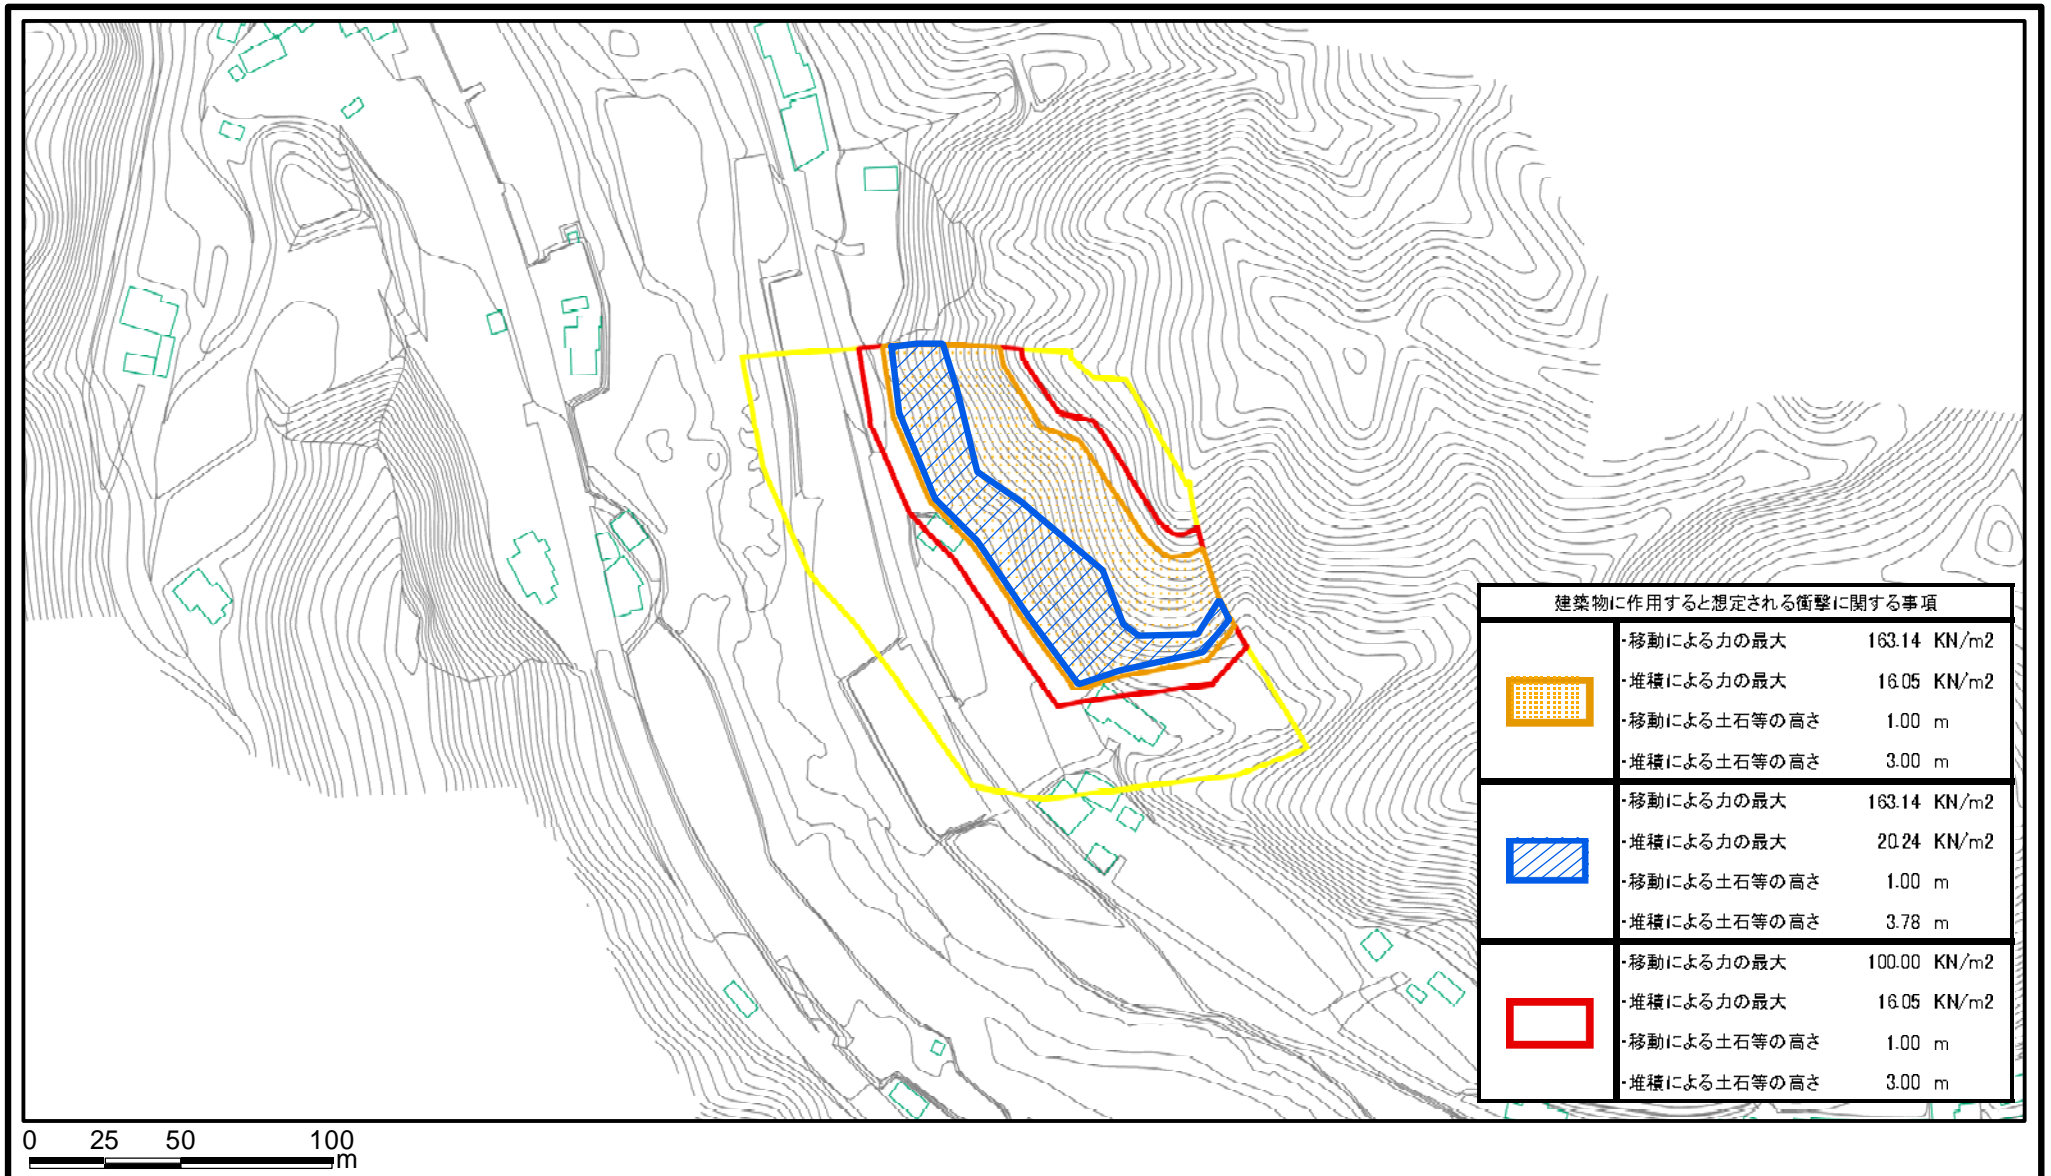 建築物に作用すると想定される衝撃に関する事項
・移動による力の最大 163.14 KN/m2
・堆積による力の最大 16.05 KN/m2
・移動による土石等の高さ 1.00 m
・堆積による土石等の高さ 3.00 m
・移動による力の最大 163.14 KN/m2
・堆積による力の最大 20.24 KN/m2
・移動による土石等の高さ 1.00 m
・堆積による土石等の高さ 3.78 m
・移動による力の最大 100.00 KN/m2
・堆積による力の最大 16.05 KN/m2
・移動による土石等の高さ 1.00 m
・堆積による土石等の高さ 3.00 m
0 25 50 100
m